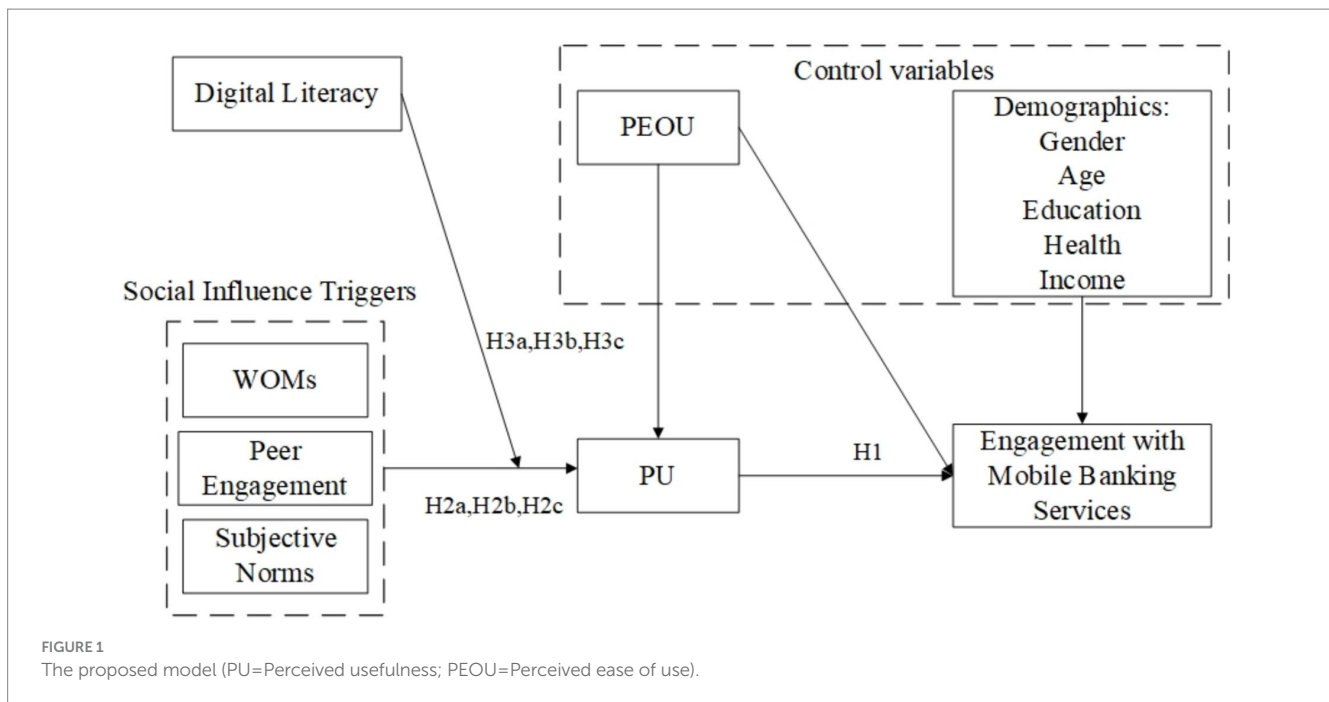 Digital Literacy
Control variables
PEOU
Demographics:
Gender
Age
Education
Health
Income
Social Influence Triggers
WOMs
Peer
Engagement
Subjective
Norms
H3a,H3b,H3c
H2a,H2b,H2c
PU
H1
Engagement with
Mobile Banking
Services
FIGURE 1
The proposed model (PU=Perceived usefulness; PEOU=Perceived ease of use).